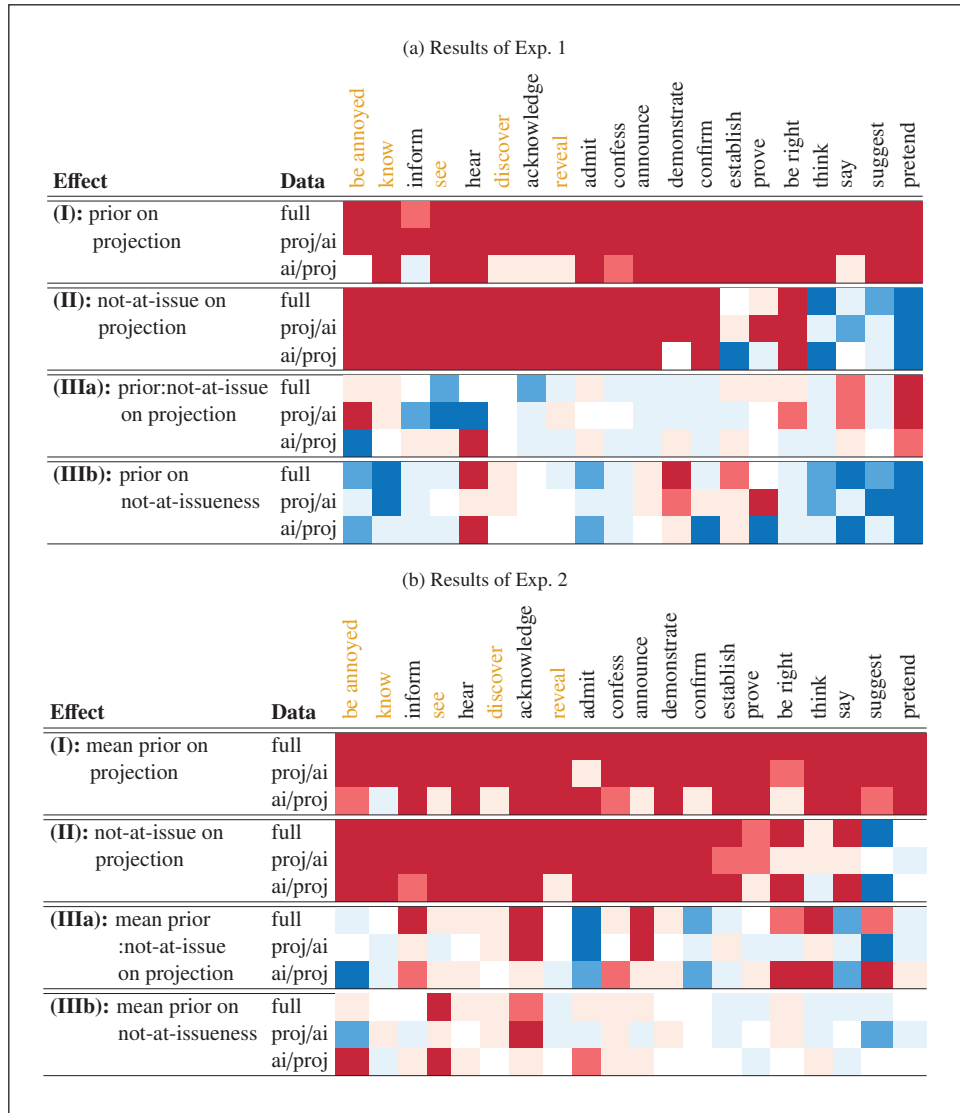 (a) Results of Exp. 1
be annoyed know inform see hear discover acknowledge reveal admit confess announce demonstrate confirm establish prove be right think say suggest pretend
Effect Data
(I): prior on full
projection proj/ai
ai/proj
(II): not-at-issue on full
projection proj/ai
ai/proj
(IIIa): prior:not-at-issue full
on projection proj/ai
ai/proj
(IIIb): prior on full
not-at-issueness proj/ai
ai/proj
(b) Results of Exp. 2
be annoyed know inform see hear discover acknowledge reveal admit confess announce demonstrate confirm establish prove be right think say suggest pretend
Effect Data
(I): mean prior on full
projection proj/ai
ai/proj
(II): not-at-issue on full
projection proj/ai
ai/proj
(IIIa): mean prior full
:not-at-issue proj/ai
on projection ai/proj
(IIIb): mean prior on full
not-at-issueness proj/ai
ai/proj